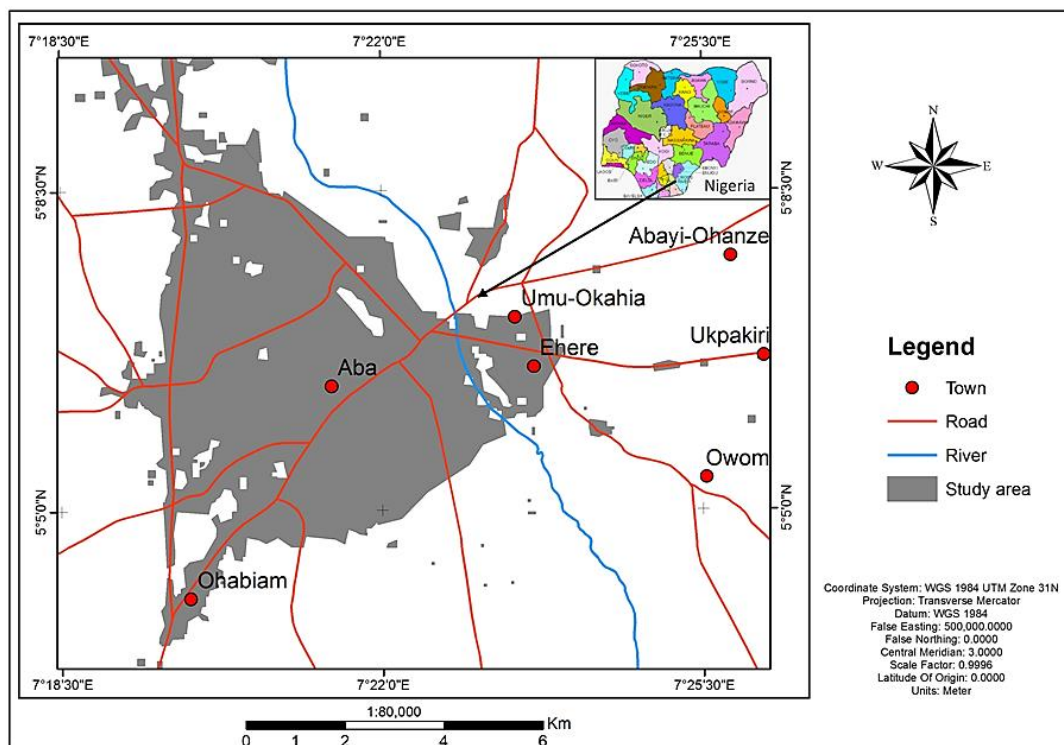 7°18'30"E 7°22'0"E 7°25'30"E
Nigeria
5°8'30"N 5°8'30"N
Abayi-Ohanze
Umu-Okahia
Ukpakiri
Ehere
Aba
Owom
5°5'0"N 5°5'0"N
Ohabiam
7°18'30"E 7°22'0"E 7°25'30"E
1:80,000
Km
0 1 2 4 6
N
W E
S
Legend
Town
Road
River
Study area
Coordinate System: WGS 1984 UTM Zone 31N
Projection: Transverse Mercator
Datum: WGS 1984
False Easting: 500,000.0000
False Northing: 0.0000
Central Meridian: 3.0000
Scale Factor: 0.9996
Latitude Of Origin: 0.0000
Units: Meter